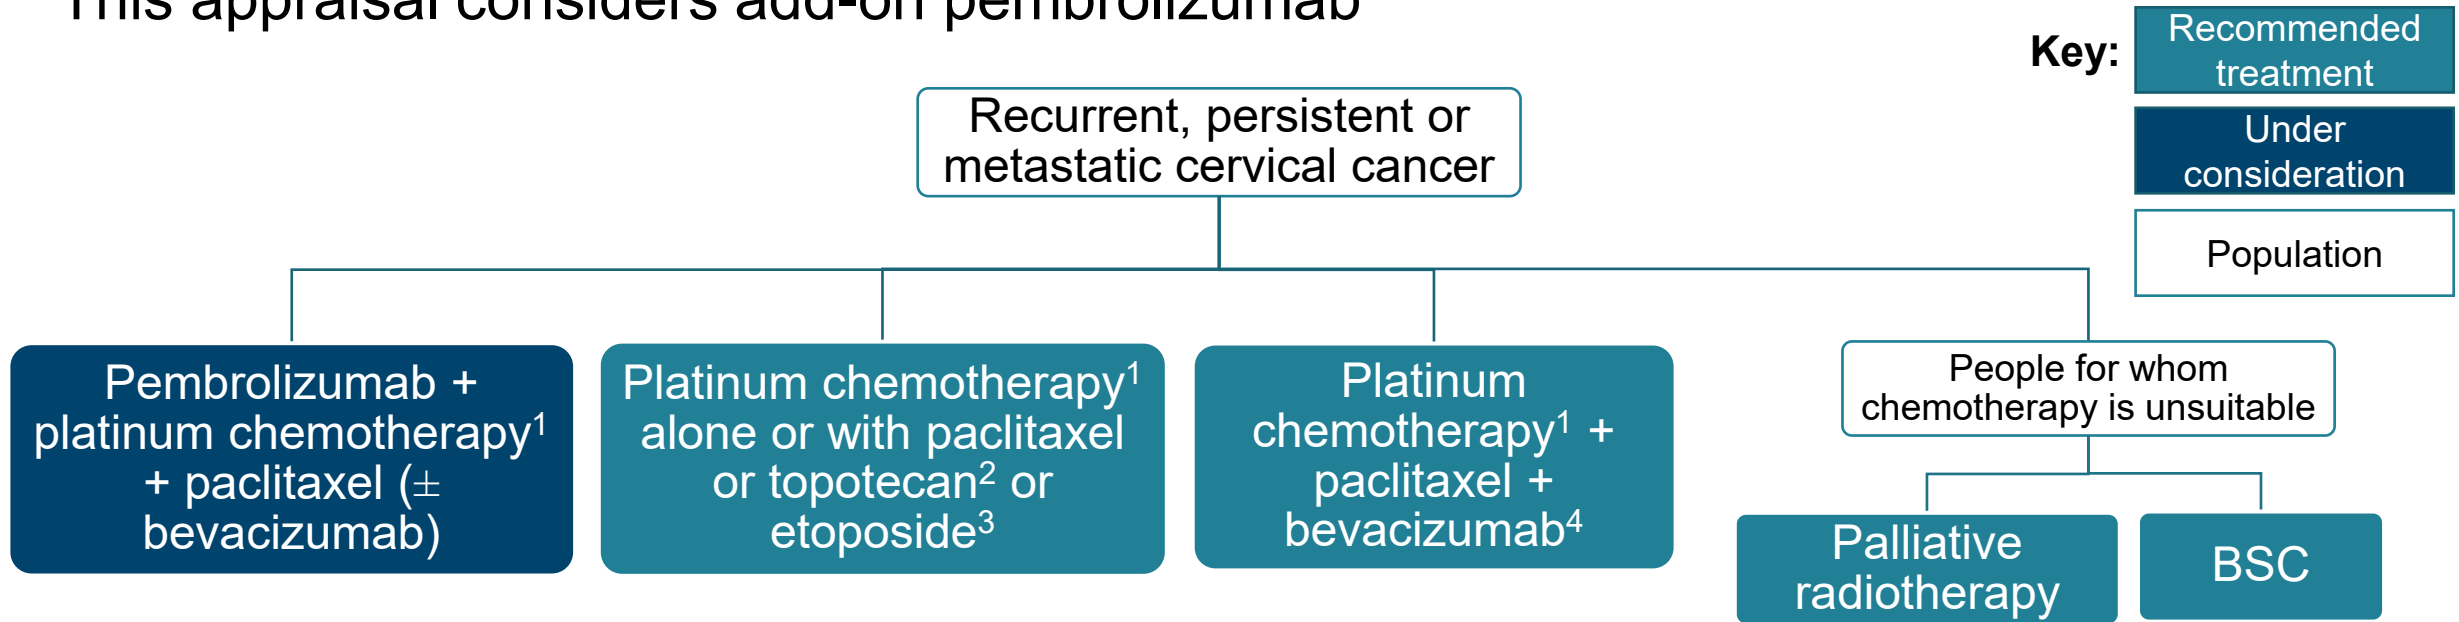 This appraisal considers add-on pembrolizumab
Key:
Recommended
treatment
Under
consideration
Population
Recurrent, persistent or
metastatic cervical cancer
Pembrolizumab +
platinum chemotherapy¹
+ paclitaxel (±
bevacizumab)
Platinum chemotherapy¹
alone or with paclitaxel
or topotecan² or
etoposide³
Platinum
chemotherapy¹ +
paclitaxel +
bevacizumab⁴
People for whom
chemotherapy is unsuitable
Palliative
radiotherapy
BSC